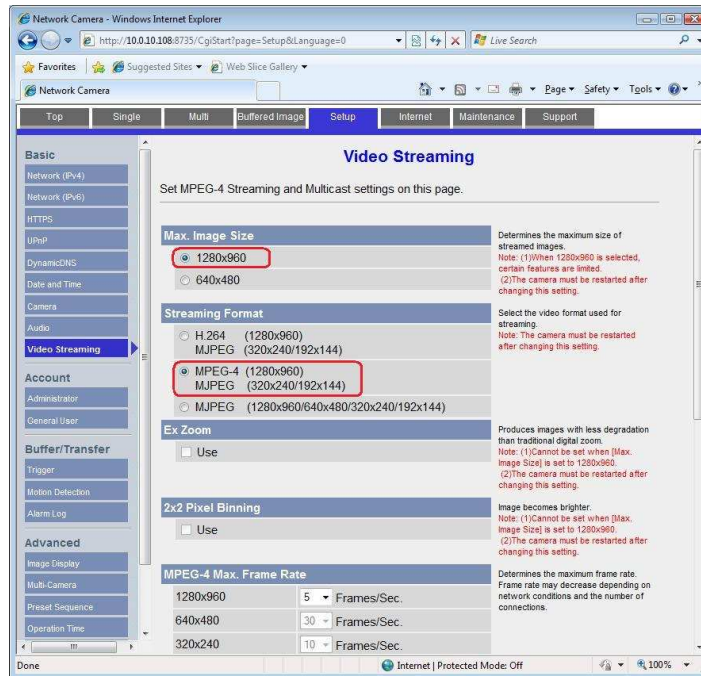 Network Camera - Windows Internet Explorer
http://10.0.10.108:8735/CgiStart?page=Setup&Language=0
Live Search
Favorites
Suggested Sites
Web Slice Gallery
Network Camera
Page
Safety
Tools
Top
Single
Multi
Buffered Image
Setup
Internet
Maintenance
Support
Basic
Network (IPv4)
Network (IPv6)
HTTPS
UPnP
DynamicDNS
Date and Time
Camera
Audio
Video Streaming
Account
Administrator
General User
Buffer/Transfer
Trigger
Motion Detection
Alarm Log
Advanced
Image Display
Multi-Camera
Preset Sequence
Operation Time
Video Streaming
Set MPEG-4 Streaming and Multicast settings on this page.
Max. Image Size
1280x960
640x480
Determines the maximum size of
streamed images.
Note: (1)When 1280x960 is selected,
certain features are limited.
(2)The camera must be restarted after
changing this setting.
Streaming Format
H.264 (1280x960)
MJPEG (320x240/192x144)
MPEG-4 (1280x960)
MJPEG (320x240/192x144)
MJPEG (1280x960/640x480/320x240/192x144)
Select the video format used for
streaming.
Note: The camera must be restarted
after changing this setting.
Ex Zoom
Use
Produces images with less degradation
than traditional digital zoom.
Note: (1)Cannot be set when [Max.
Image Size] is set to 1280x960.
(2)The camera must be restarted after
changing this setting.
2x2 Pixel Binning
Use
Image becomes brighter.
Note: (1)Cannot be set when [Max.
Image Size] is set to 1280x960.
(2)The camera must be restarted after
changing this setting.
MPEG-4 Max. Frame Rate
1280x960 5 Frames/Sec.
640x480 30 Frames/Sec.
320x240 10 Frames/Sec.
Determines the maximum frame rate.
Frame rate may decrease depending on
network conditions and the number of
connections.
Done
Internet | Protected Mode: Off
100%